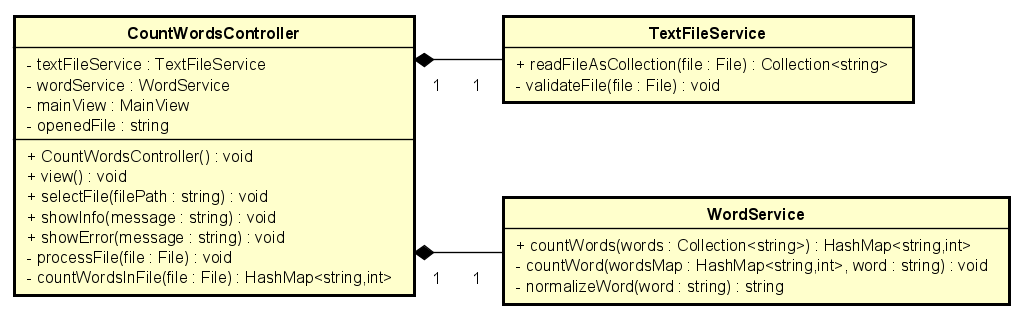 CountWordsController
- textFileService : TextFileService
- wordService : WordService
- mainView : MainView
- openedFile : string
+ CountWordsController() : void
+ view() : void
+ selectFile(filePath : string) : void
+ showInfo(message : string) : void
+ showError(message : string) : void
- processFile(file : File) : void
- countWordsInFile(file : File) : HashMap<string,int>
1
1
TextFileService
+ readFileAsCollection(file : File) : Collection<string>
- validateFile(file : File) : void
1
1
WordService
+ countWords(words : Collection<string>) : HashMap<string,int>
- countWord(wordsMap : HashMap<string,int>, word : string) : void
- normalizeWord(word : string) : string